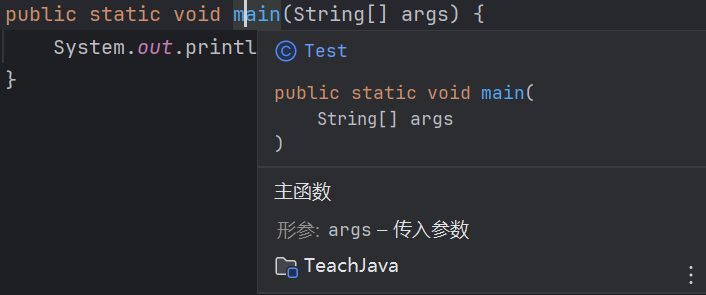 public static void main(String[] args) {
System.out.printl
}
Test
public static void main(
String[] args
)
主函数
形参: args – 传入参数
TeachJava